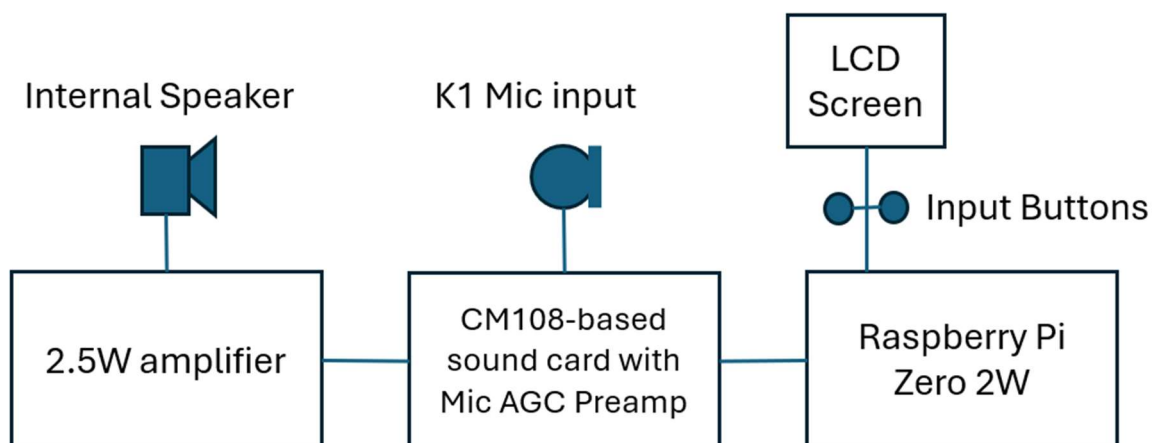 LCD
Screen
Internal Speaker
K1 Mic input
Input Buttons
2.5W amplifier
CM108-based
sound card with
Mic AGC Preamp
Raspberry Pi
Zero 2W